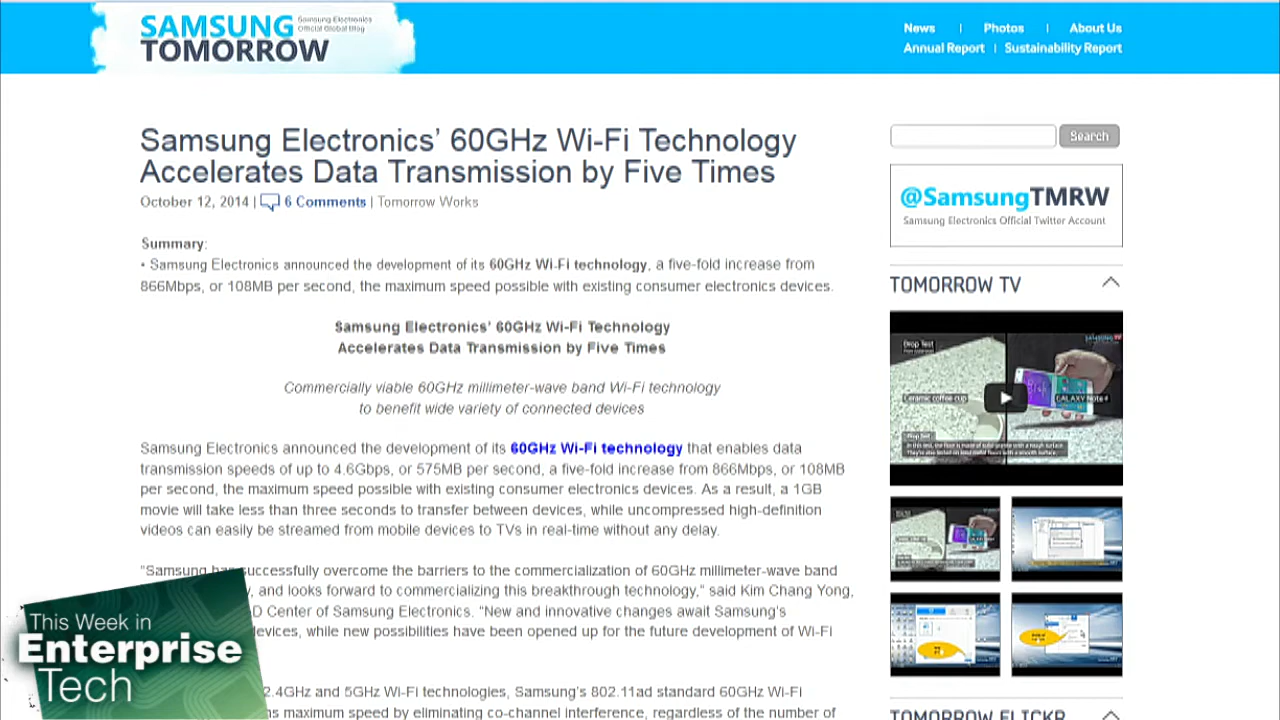 SAMSUNG
TOMORROW
Samsung Electronics
Official Global Blog
News | Photos | About Us
Annual Report | Sustainability Report
Samsung Electronics’ 60GHz Wi-Fi Technology
Accelerates Data Transmission by Five Times
October 12, 2014 | 6 Comments | Tomorrow Works
Summary:
• Samsung Electronics announced the development of its 60GHz Wi-Fi technology, a five-fold increase from
866Mbps, or 108MB per second, the maximum speed possible with existing consumer electronics devices.
Samsung Electronics’ 60GHz Wi-Fi Technology
Accelerates Data Transmission by Five Times
Commercially viable 60GHz millimeter-wave band Wi-Fi technology
to benefit wide variety of connected devices
Samsung Electronics announced the development of its 60GHz Wi-Fi technology that enables data
transmission speeds of up to 4.6Gbps, or 575MB per second, a five-fold increase from 866Mbps, or 108MB
per second, the maximum speed possible with existing consumer electronics devices. As a result, a 1GB
movie will take less than three seconds to transfer between devices, while uncompressed high-definition
videos can easily be streamed from mobile devices to TVs in real-time without any delay.
“Samsung has successfully overcome the barriers to the commercialization of 60GHz millimeter-wave band
, and looks forward to commercializing this breakthrough technology,” said Kim Chang Yong,
D Center of Samsung Electronics. “New and innovative changes await Samsung’s
devices, while new possibilities have been opened up for the future development of Wi-Fi
2.4GHz and 5GHz Wi-Fi technologies, Samsung’s 802.11ad standard 60GHz Wi-Fi
maximum speed by eliminating co-channel interference, regardless of the number of
Search
@SamsungTMRW
Samsung Electronics Official Twitter Account
TOMORROW TV
Drop Test
Ceramic coffee cup
GALAXY Note 4
Drop Test
TOMORROW FLICKR
This Week in
Enterprise
Tech